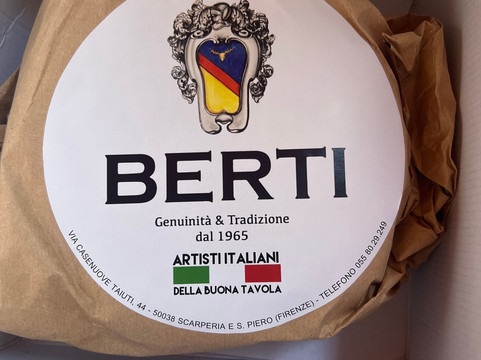 BERTI
Genuinità & Tradizione
dal 1965
ARTISTI ITALIANI
DELLA BUONA TAVOLA
VIA CASENUOVE TAIUTI, 44 - 50038 SCARPERIA E S. PIERO (FIRENZE) - TELEFONO 055 80.29.249